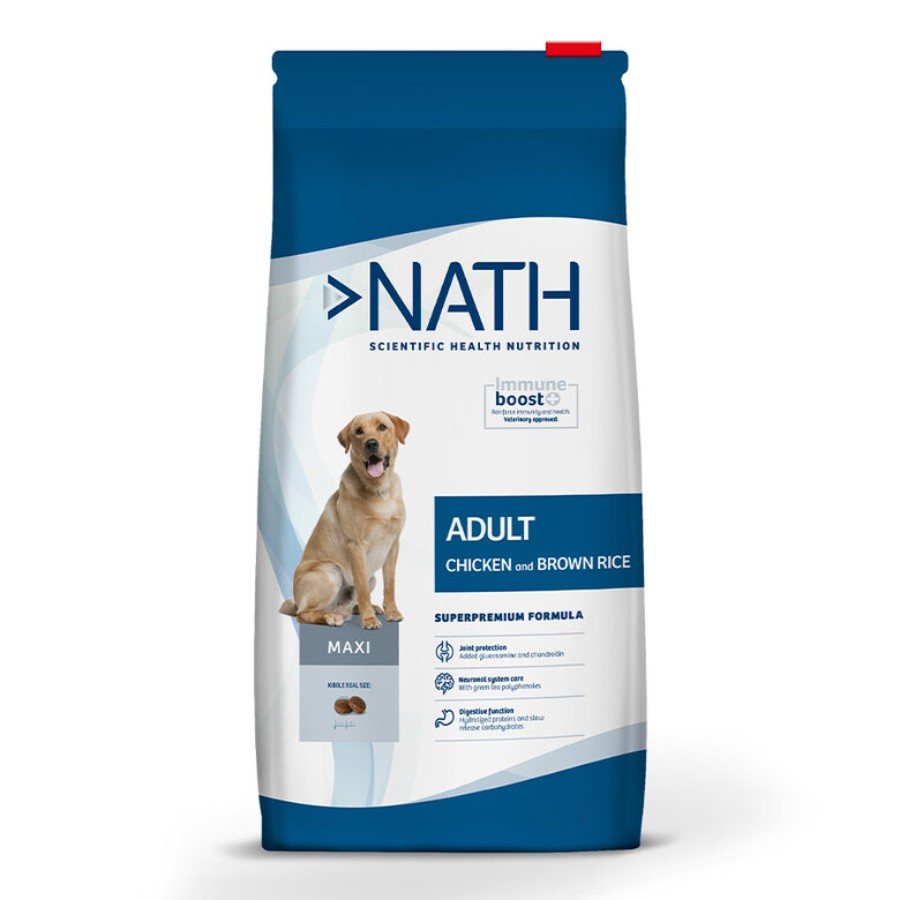 >NATH
SCIENTIFIC HEALTH NUTRITION
Immune
boost+
Reinforce immunity and health.
Veterinary approved.
ADULT
CHICKEN and BROWN RICE
SUPERPREMIUM FORMULA
MAXI
KIBBLE REAL SIZE:
Joint protection
Added glucosamine and chondroitin
Neuronal system care
With green tea polyphenoles
Digestive function
Hydrolized proteins and slow
release carbohydrates